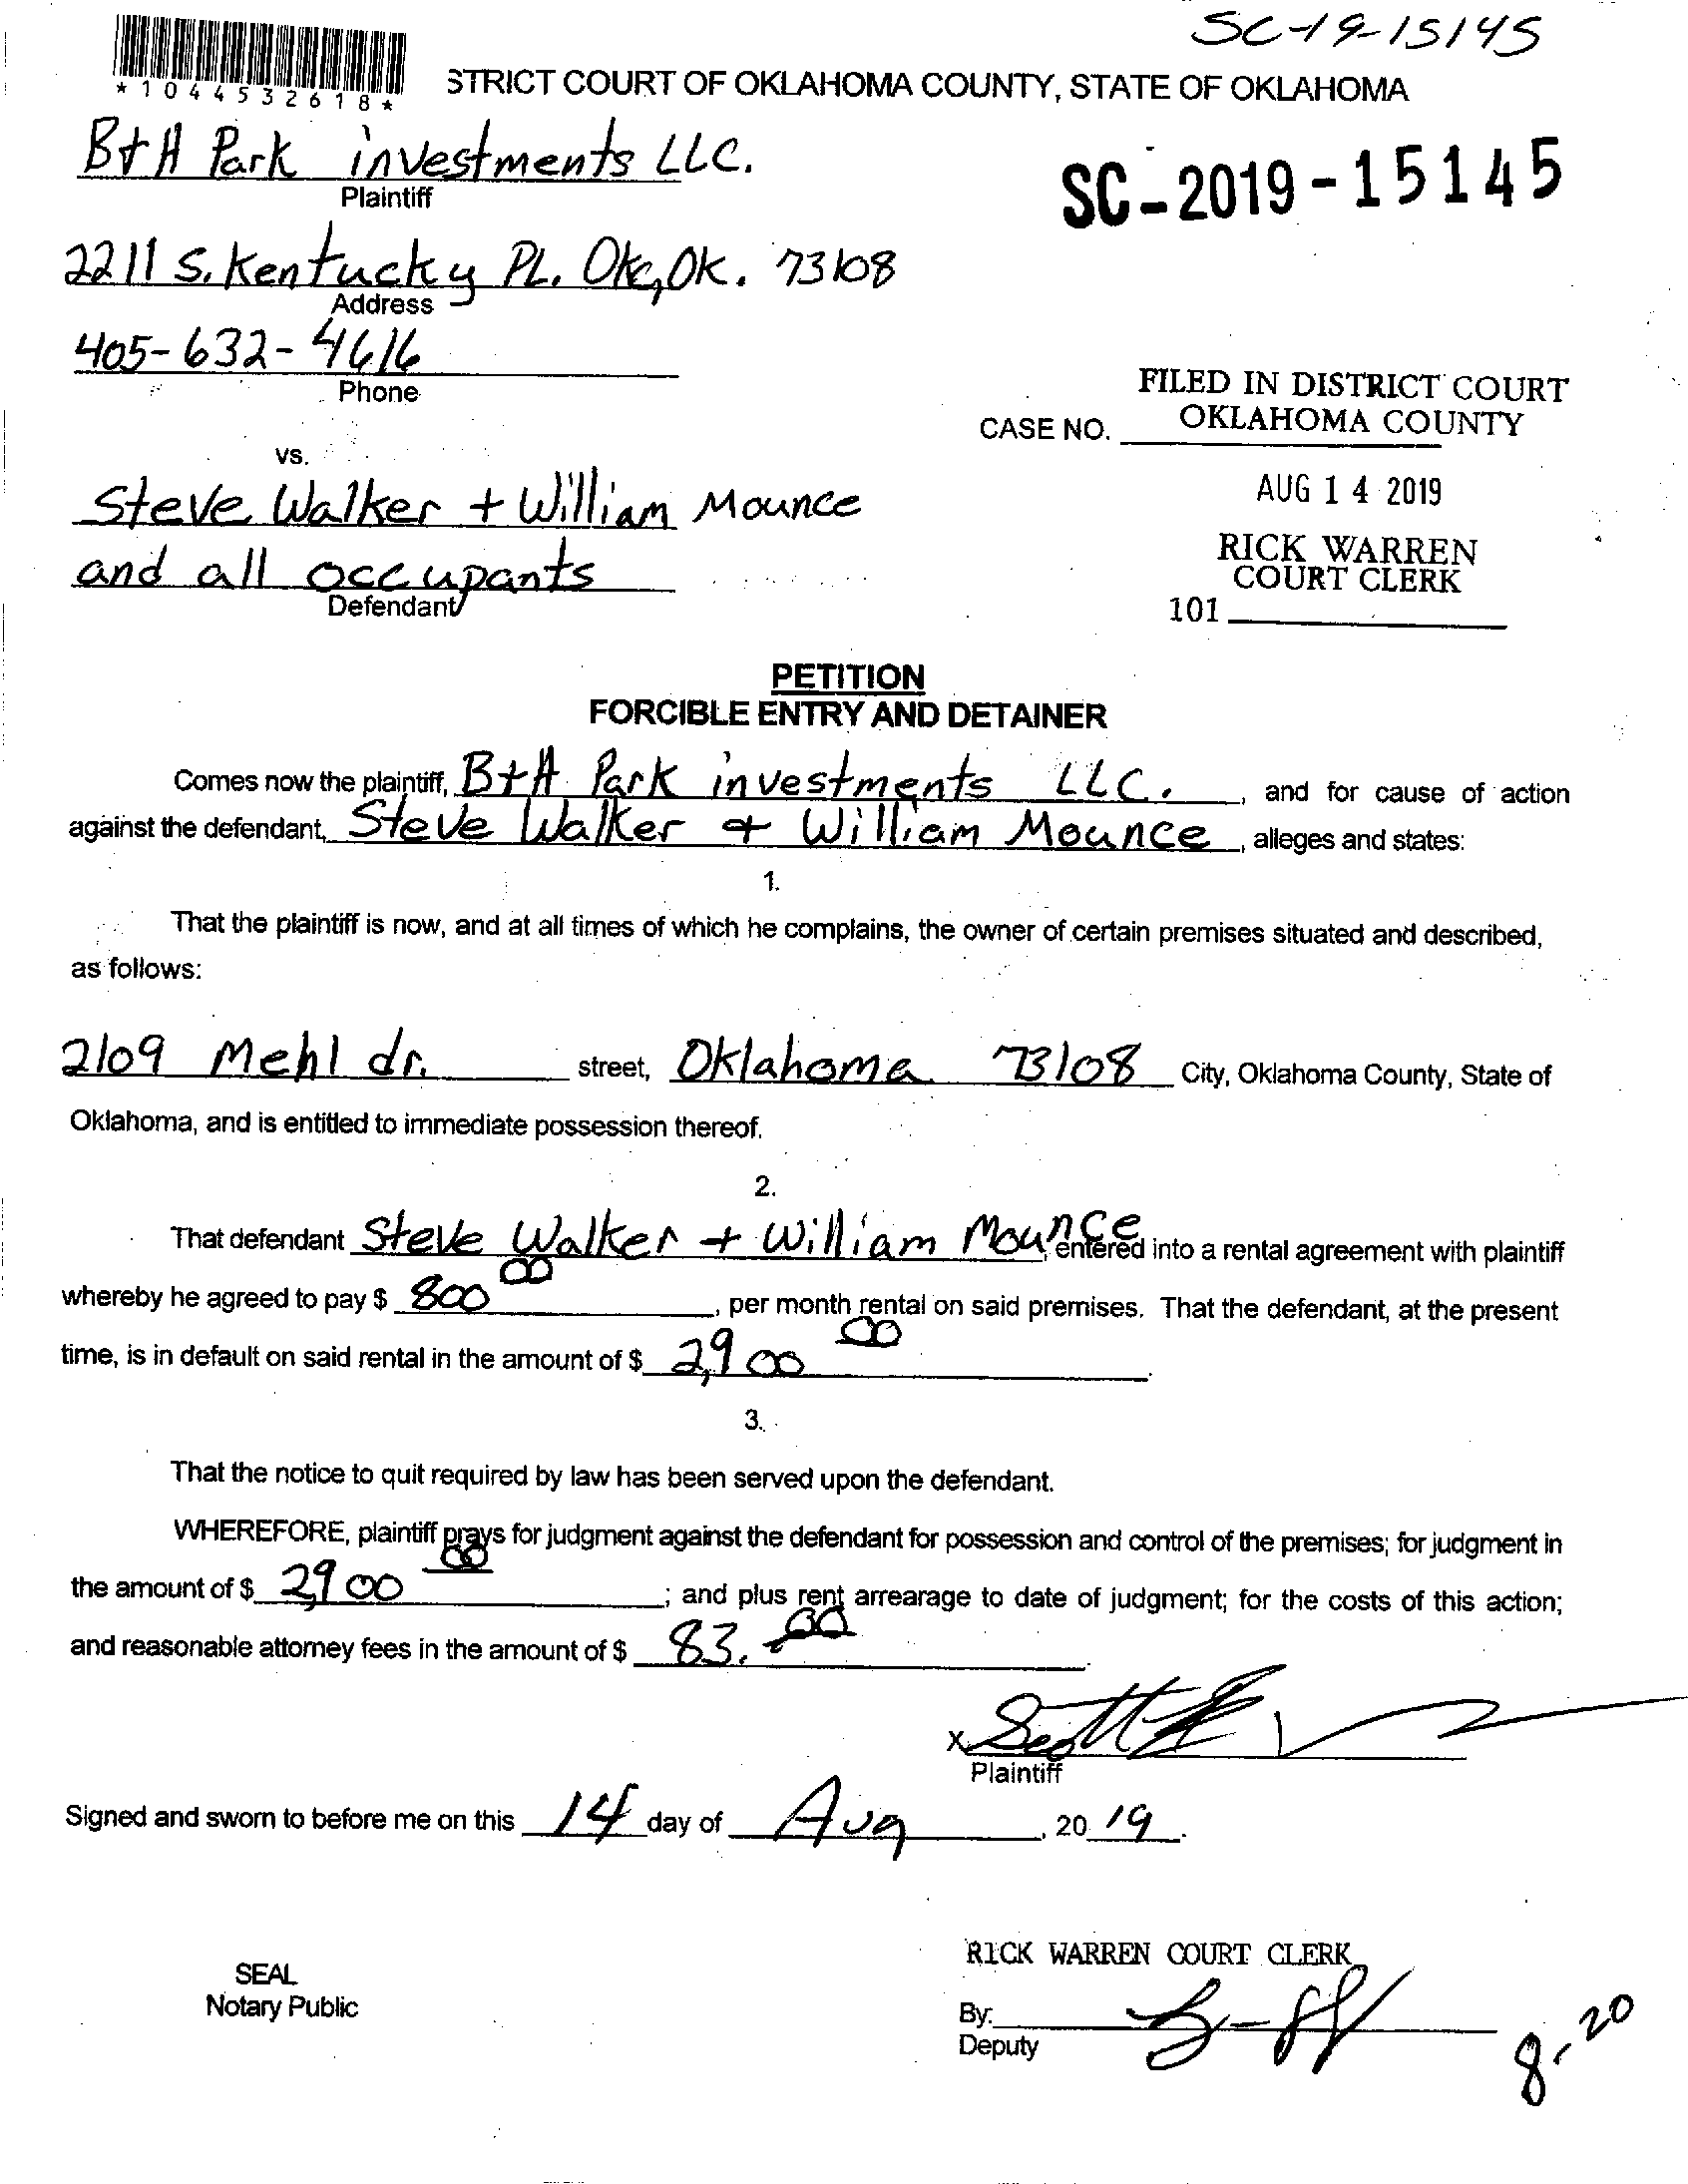 SC-19-15145
*1044532618*
STRICT COURT OF OKLAHOMA COUNTY, STATE OF OKLAHOMA
B+H Park investments LLC.
Plaintiff
SC-2019-15145
2211 S. Kentucky PL. Okc, OK. 73108
Address
405-632-4616
Phone
FILED IN DISTRICT COURT
OKLAHOMA COUNTY
CASE NO.
vs.
AUG 14 2019
Steve Walker + William Mounce
RICK WARREN
COURT CLERK
and all occupants
Defendant
101
PETITION
FORCIBLE ENTRY AND DETAINER
Comes now the plaintiff, B+H Park investments LLC., and for cause of action
against the defendant, Steve Walker + William Mounce, alleges and states:
1.
That the plaintiff is now, and at all times of which he complains, the owner of certain premises situated and described,
as follows:
2109 Mehl dr. street, Oklahoma 73108 City, Oklahoma County, State of
Oklahoma, and is entitled to immediate possession thereof.
2.
That defendant Steve Walker + William Mounce, entered into a rental agreement with plaintiff
whereby he agreed to pay $ 800 00, per month rental on said premises. That the defendant, at the present
time, is in default on said rental in the amount of $ 2,900 00.
3.
That the notice to quit required by law has been served upon the defendant.
WHEREFORE, plaintiff prays for judgment against the defendant for possession and control of the premises; for judgment in
the amount of $ 2,900 00; and plus rent arrearage to date of judgment; for the costs of this action;
and reasonable attorney fees in the amount of $ 83.00.
X Scott
Plaintiff
Signed and sworn to before me on this 14 day of Aug, 2019.
RICK WARREN COURT CLERK
SEAL
Notary Public
By:
Deputy
8-20